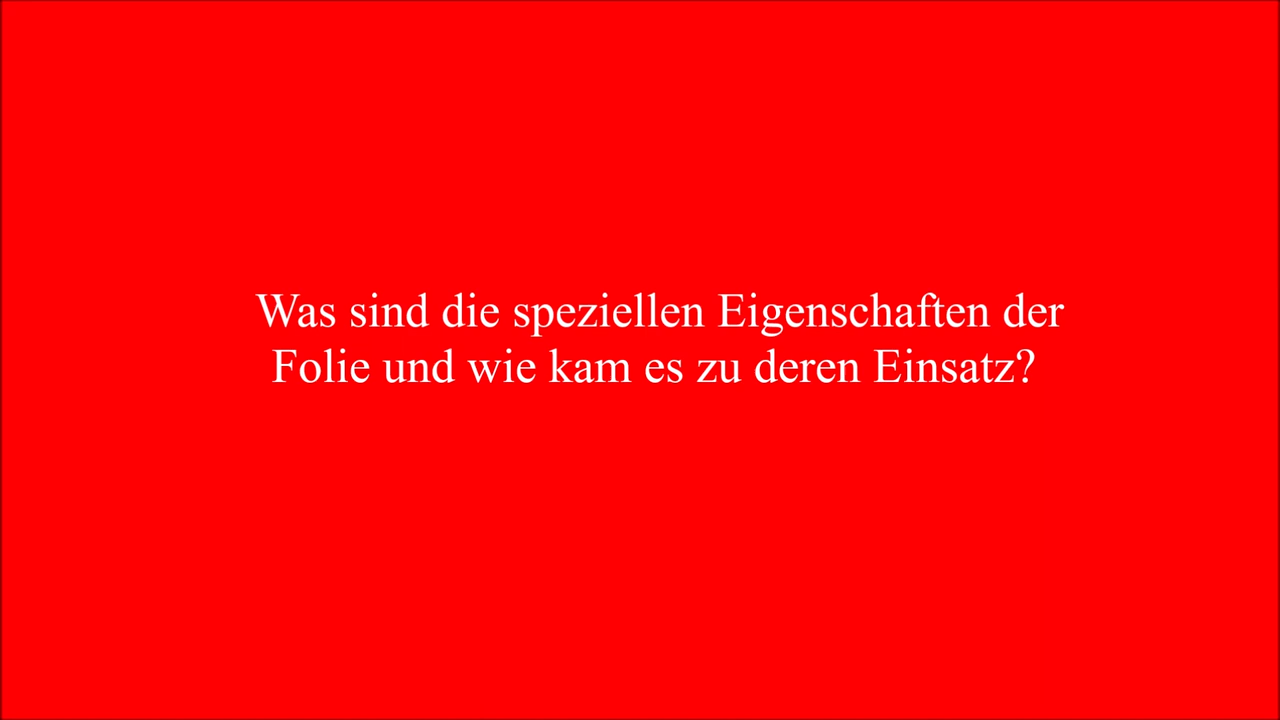 Was sind die speziellen Eigenschaften der
Folie und wie kam es zu deren Einsatz?